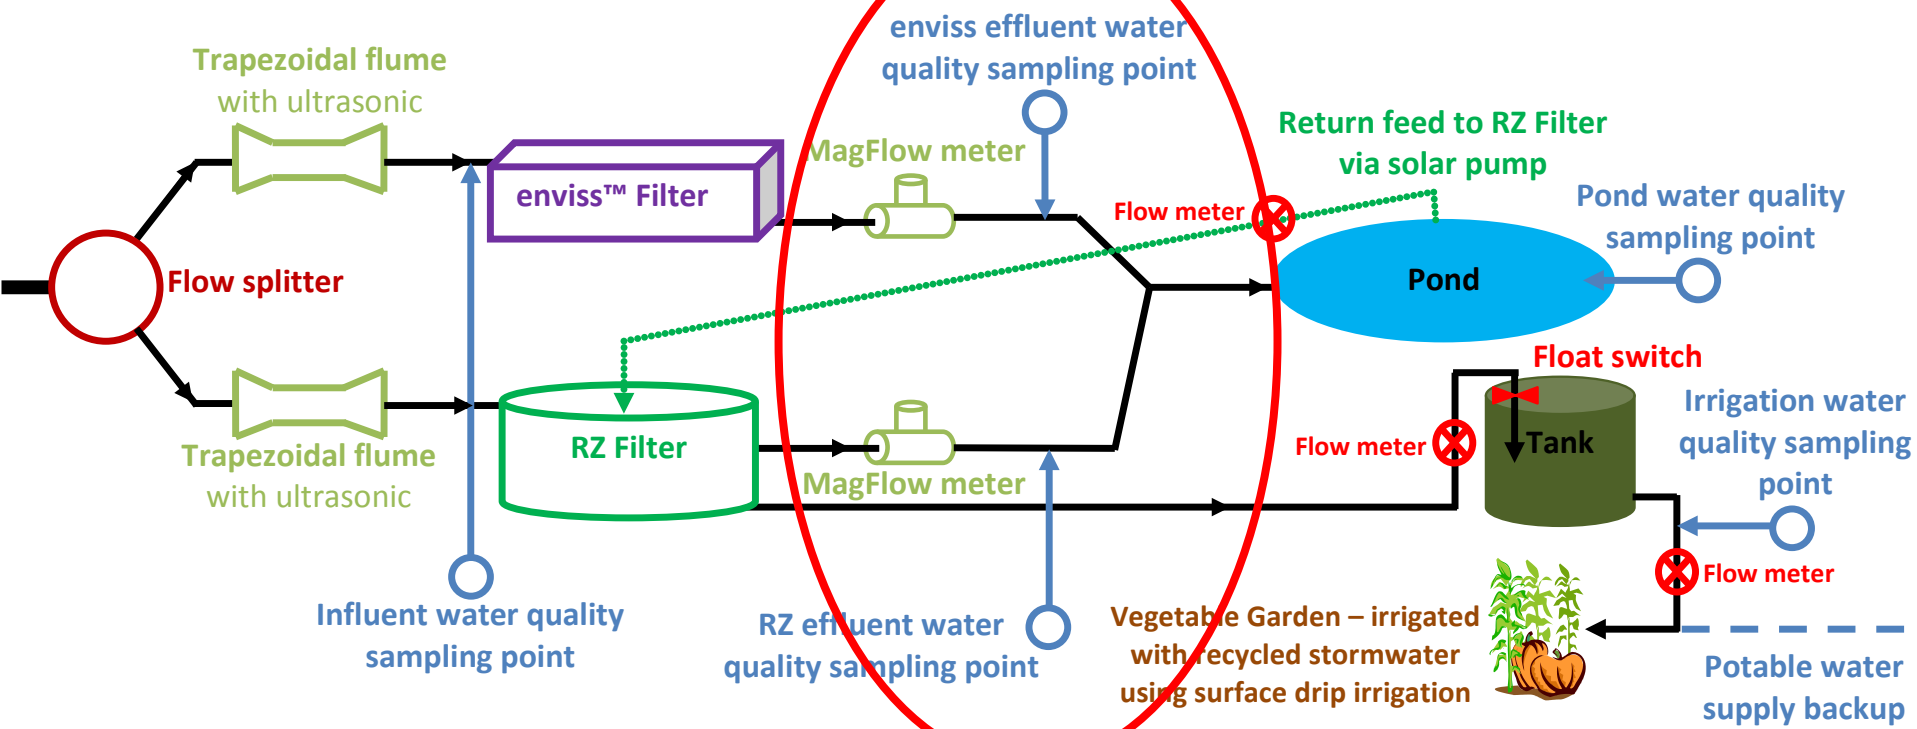 enviss effluent water
quality sampling point
Trapezoidal flume
with ultrasonic
MagFlow meter
Return feed to RZ Filter
via solar pump
enviss™ Filter
Flow meter
Pond water quality
sampling point
Flow splitter
Pond
Float switch
Trapezoidal flume
with ultrasonic
RZ Filter
MagFlow meter
Flow meter
Tank
Irrigation water
quality sampling
point
Flow meter
Influent water quality
sampling point
RZ effluent water
quality sampling point
Vegetable Garden – irrigated
with recycled stormwater
using surface drip irrigation
Potable water
supply backup